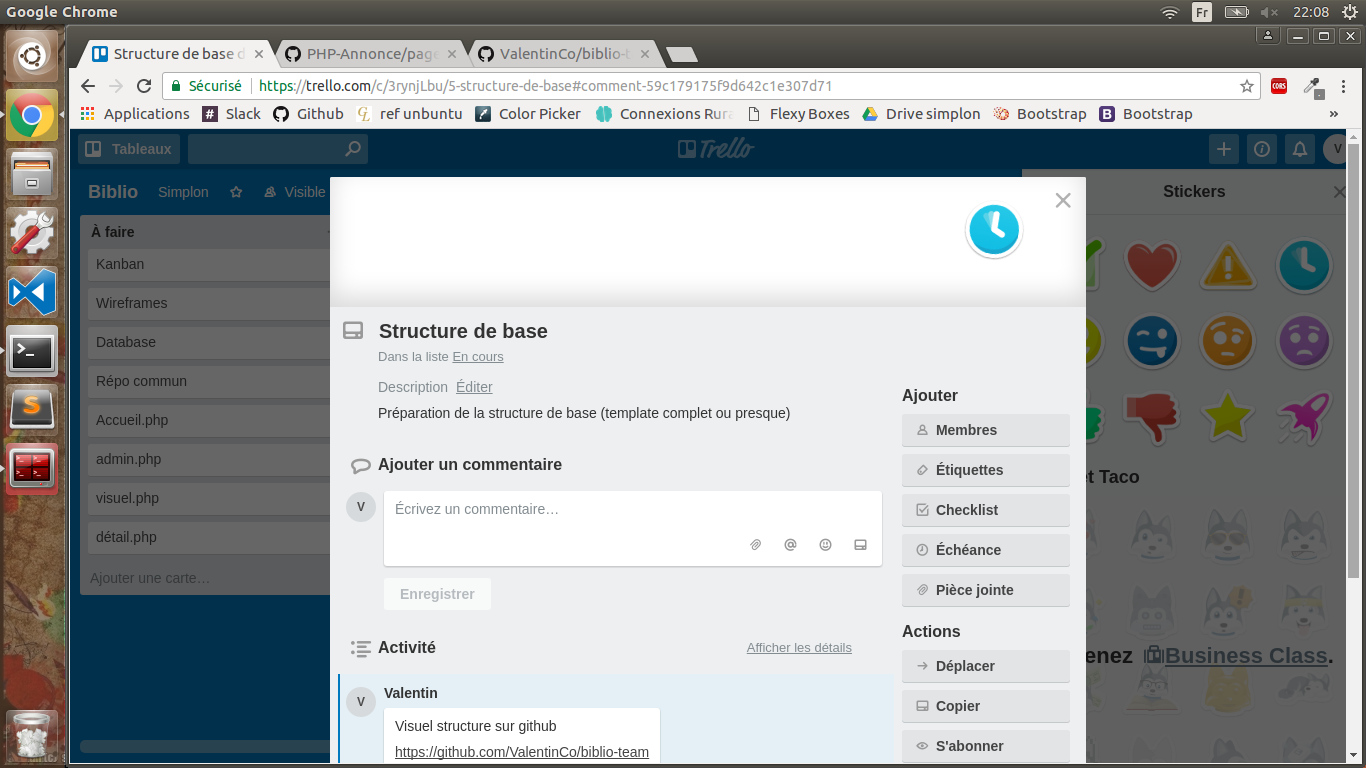 Google Chrome
Fr
22:08
Structure de base d
PHP-Annonce/page
ValentinCo/biblio-t
Sécurisé
https://trello.com/c/3rynjLbu/5-structure-de-base#comment-59c179175f9d642c1e307d71
CORS
Applications
Slack
Github
ref unbuntu
Color Picker
Connexions Rura
Flexy Boxes
Drive simplon
Bootstrap
Bootstrap
»
Tableaux
Trello
V
Biblio
Simplon
Visible
Stickers
À faire
Kanban
Wireframes
Database
Répo commun
Accueil.php
admin.php
visuel.php
détail.php
Ajouter une carte…
Structure de base
Dans la liste En cours
Description Éditer
Préparation de la structure de base (template complet ou presque)
Ajouter un commentaire
V
Écrivez un commentaire…
Enregistrer
Activité
Afficher les détails
V
Valentin
Visuel structure sur github
https://github.com/ValentinCo/biblio-team
Ajouter
Membres
Étiquettes
Checklist
Échéance
Pièce jointe
Actions
Déplacer
Copier
S'abonner
et Taco
enez Business Class.